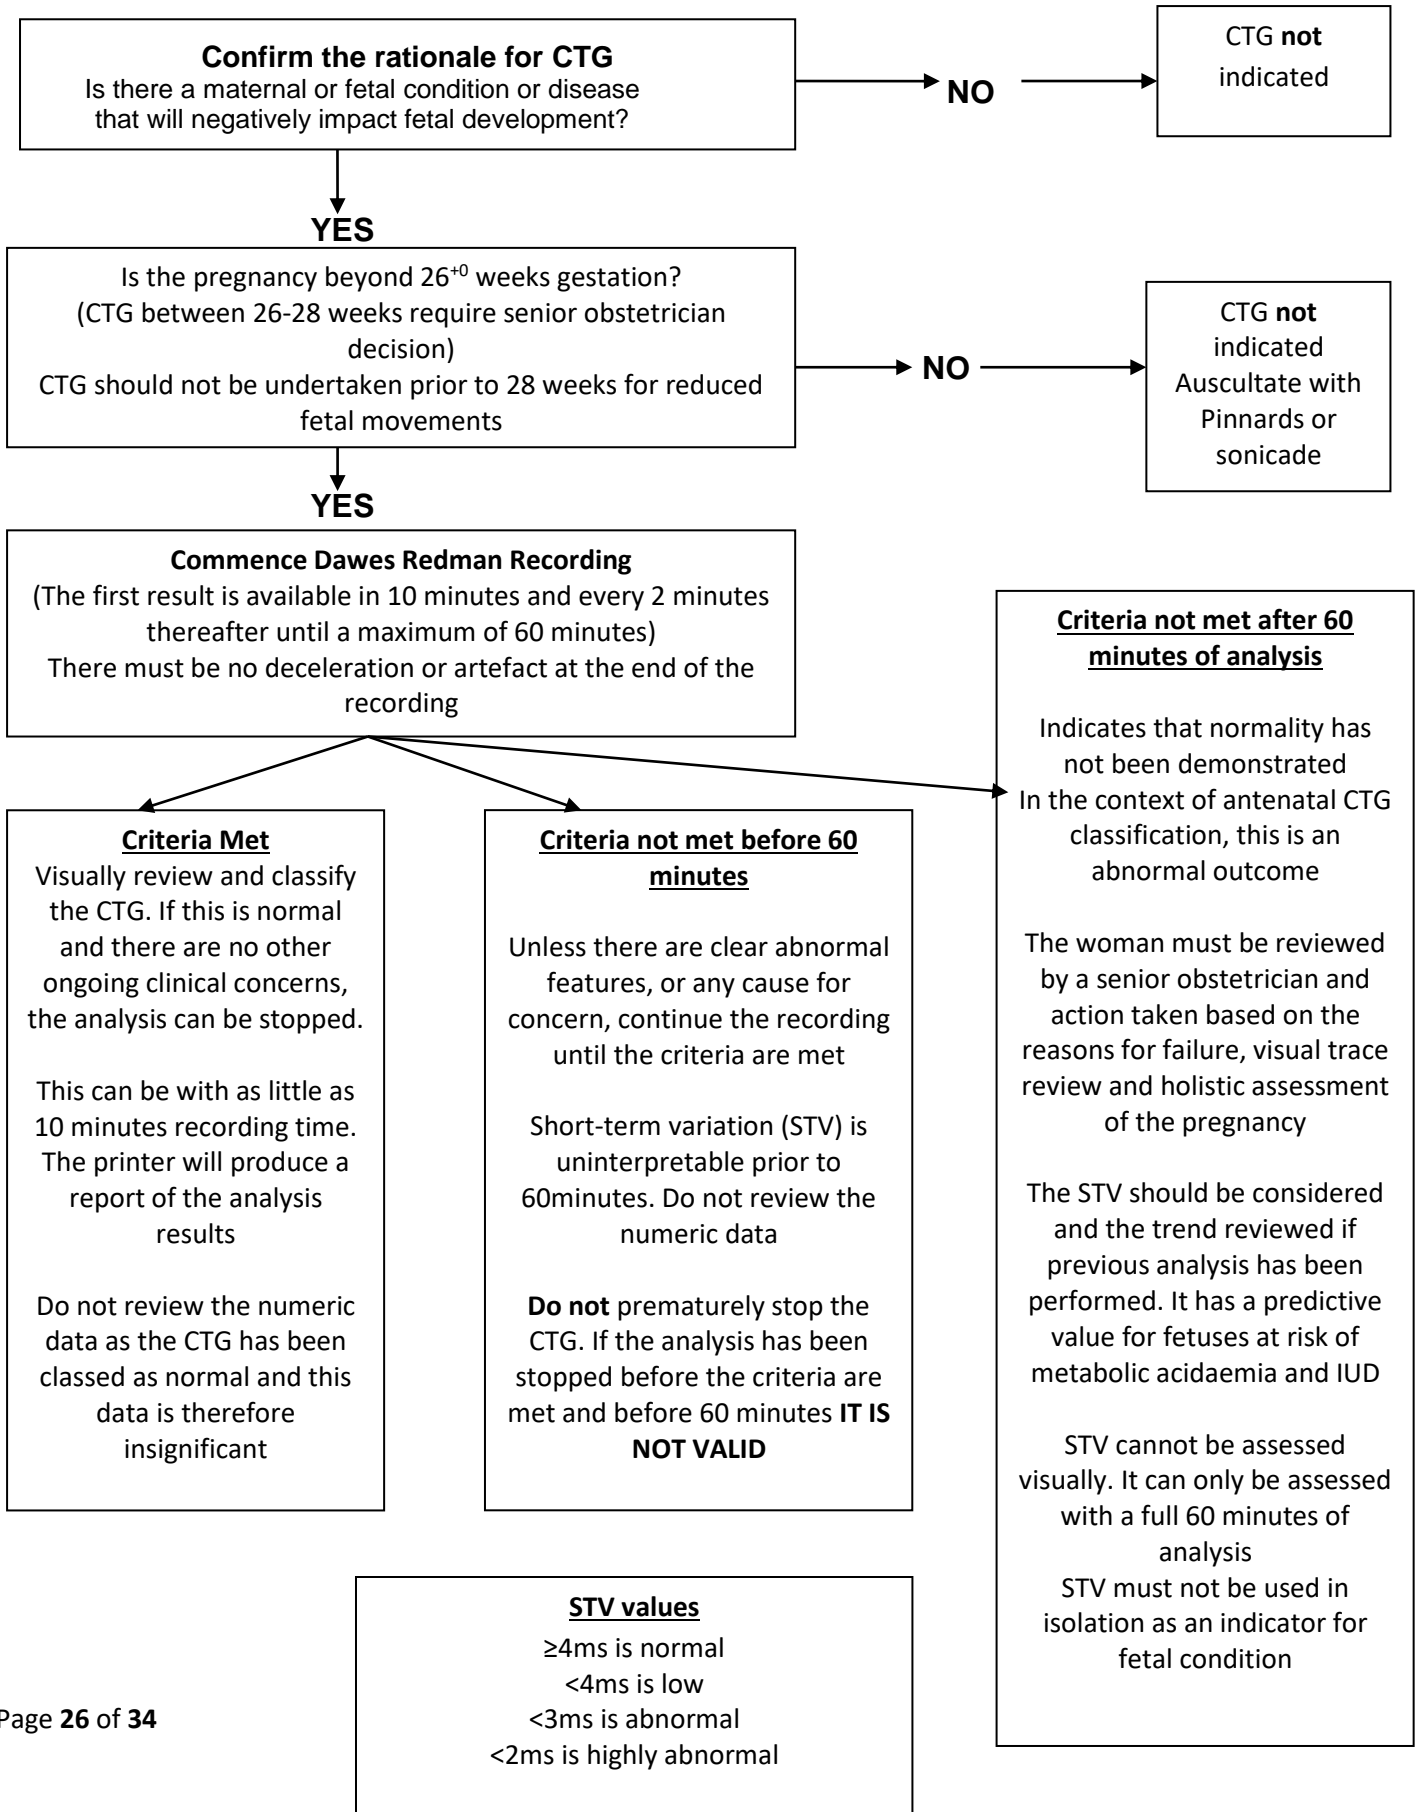 Confirm the rationale for CTG
Is there a maternal or fetal condition or disease
that will negatively impact fetal development?
NO
CTG not
indicated
YES
Is the pregnancy beyond 26⁺⁰ weeks gestation?
(CTG between 26-28 weeks require senior obstetrician
decision)
CTG should not be undertaken prior to 28 weeks for reduced
fetal movements
NO
CTG not
indicated
Auscultate with
Pinnards or
sonicade
YES
Commence Dawes Redman Recording
(The first result is available in 10 minutes and every 2 minutes
thereafter until a maximum of 60 minutes)
There must be no deceleration or artefact at the end of the
recording
Criteria Met
Visually review and classify
the CTG. If this is normal
and there are no other
ongoing clinical concerns,
the analysis can be stopped.
This can be with as little as
10 minutes recording time.
The printer will produce a
report of the analysis
results
Do not review the numeric
data as the CTG has been
classed as normal and this
data is therefore
insignificant
Criteria not met before 60
minutes
Unless there are clear abnormal
features, or any cause for
concern, continue the recording
until the criteria are met
Short-term variation (STV) is
uninterpretable prior to
60minutes. Do not review the
numeric data
Do not prematurely stop the
CTG. If the analysis has been
stopped before the criteria are
met and before 60 minutes IT IS
NOT VALID
Criteria not met after 60
minutes of analysis
Indicates that normality has
not been demonstrated
In the context of antenatal CTG
classification, this is an
abnormal outcome
The woman must be reviewed
by a senior obstetrician and
action taken based on the
reasons for failure, visual trace
review and holistic assessment
of the pregnancy
The STV should be considered
and the trend reviewed if
previous analysis has been
performed. It has a predictive
value for fetuses at risk of
metabolic acidaemia and IUD
STV cannot be assessed
visually. It can only be assessed
with a full 60 minutes of
analysis
STV must not be used in
isolation as an indicator for
fetal condition
STV values
≥4ms is normal
<4ms is low
<3ms is abnormal
<2ms is highly abnormal
Page 26 of 34